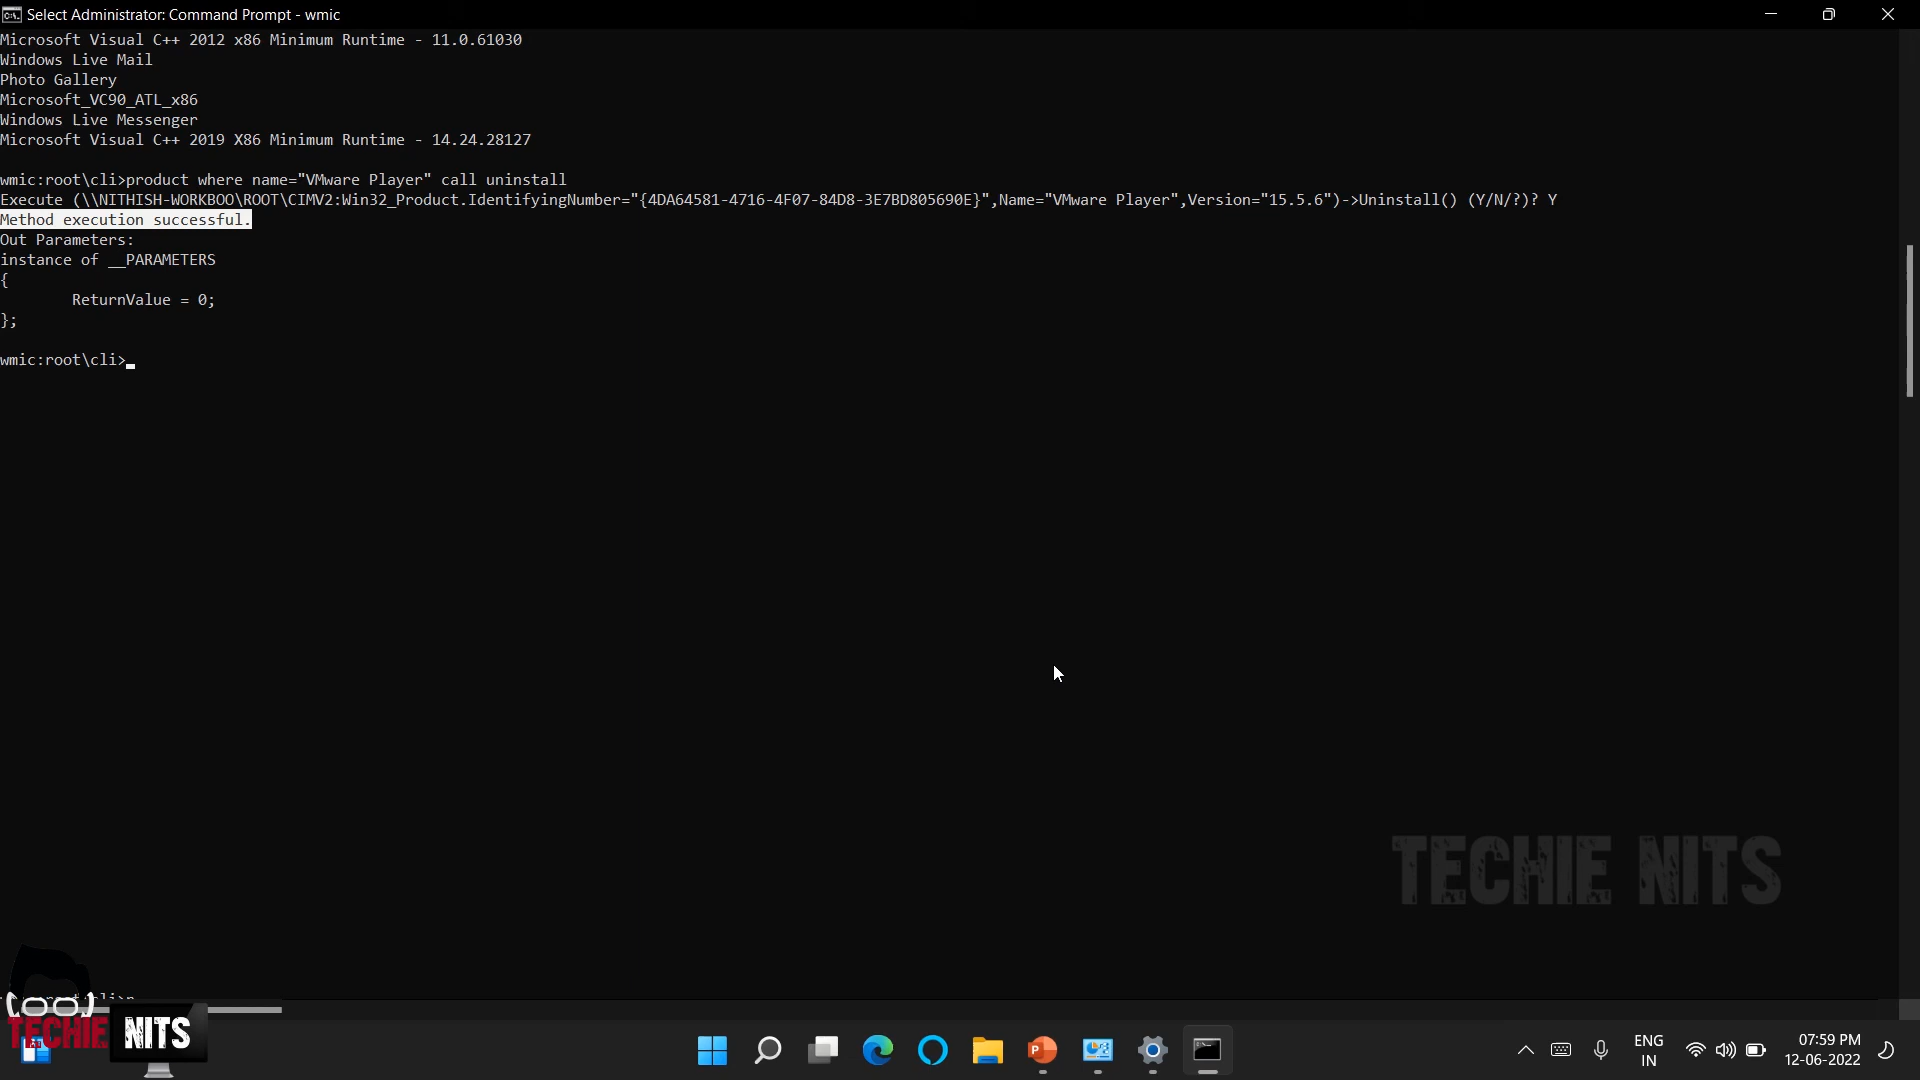 Select Administrator: Command Prompt - wmic
Microsoft Visual C++ 2012 x86 Minimum Runtime - 11.0.61030
Windows Live Mail
Photo Gallery
Microsoft_VC90_ATL_x86
Windows Live Messenger
Microsoft Visual C++ 2019 X86 Minimum Runtime - 14.24.28127
wmic:root\cli>product where name="VMware Player" call uninstall
Execute (\\NITHISH-WORKBOO\ROOT\CIMV2:Win32_Product.IdentifyingNumber="{4DA64581-4716-4F07-84D8-3E7BD805690E}",Name="VMware Player",Version="15.5.6")->Uninstall() (Y/N/?)? Y
Method execution successful.
Out Parameters:
instance of __PARAMETERS
{
        ReturnValue = 0;
};
wmic:root\cli>
TECHIE NITS
TECHIE NITS
ENG
IN
07:59 PM
12-06-2022